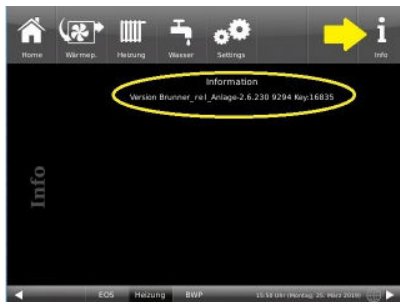 Home Wärmep. Heizung Wasser Settings Info
Information
Version Brunner_rel_Anlage-2.6.230 9294 Key:16835
Info
EOS Heizung BWP 15:50 Uhr (Montag, 25. März 2019)